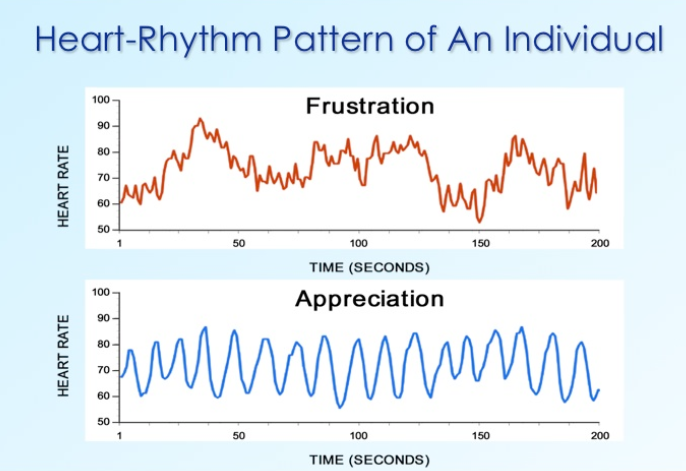 Heart-Rhythm Pattern of An Individual
Frustration
HEART RATE
100
90
80
70
60
50
1 50 100 150 200
TIME (SECONDS)
Appreciation
HEART RATE
100
90
80
70
60
50
1 50 100 150 200
TIME (SECONDS)